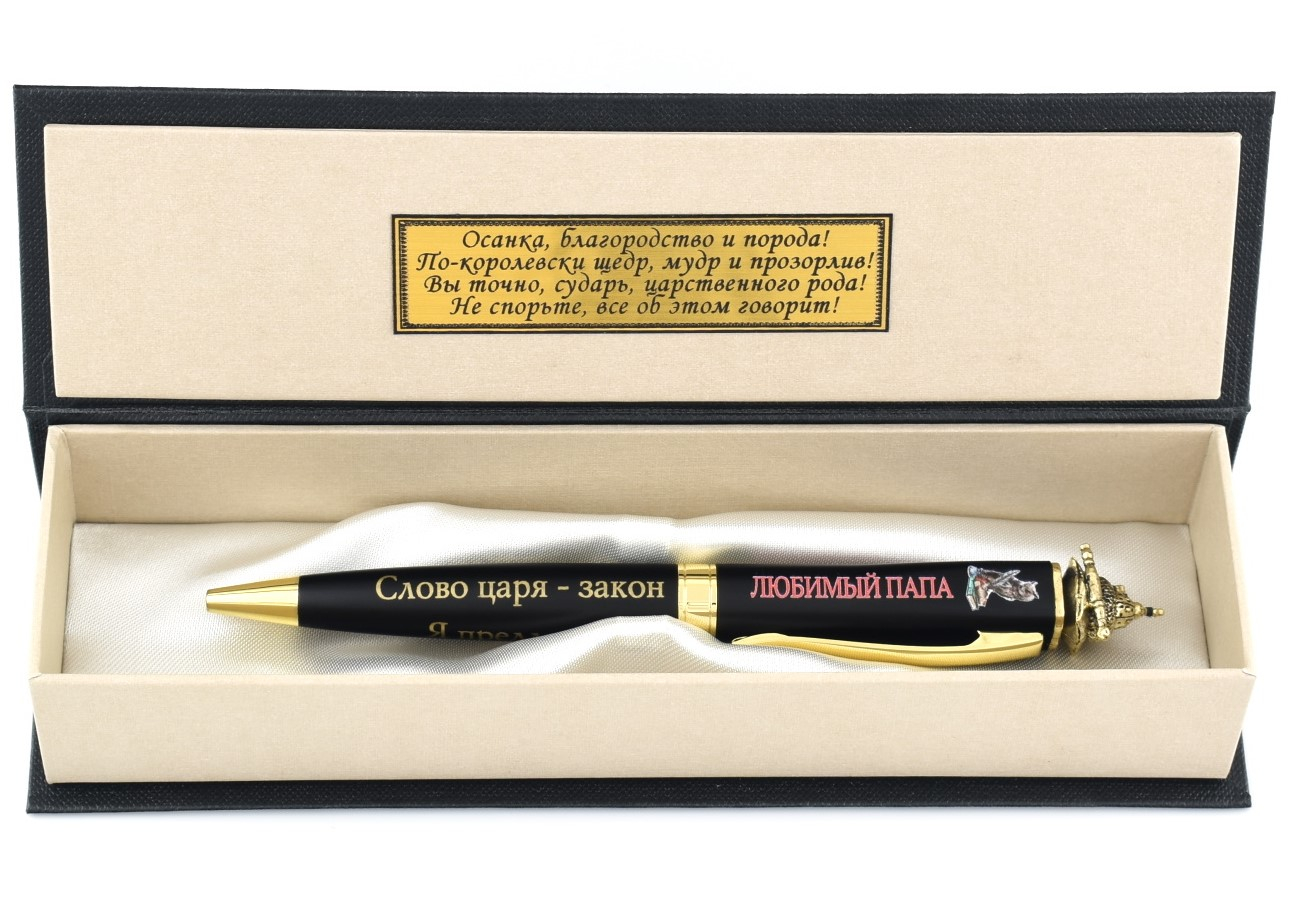 Осанка, благородство и порода!
По-королевски щедр, мудр и прозорлив!
Вы точно, сударь, царственного рода!
Не спорьте, все об этом говорит!
Слово царя - закон
Я
ЛЮБИМЫЙ ПАПА